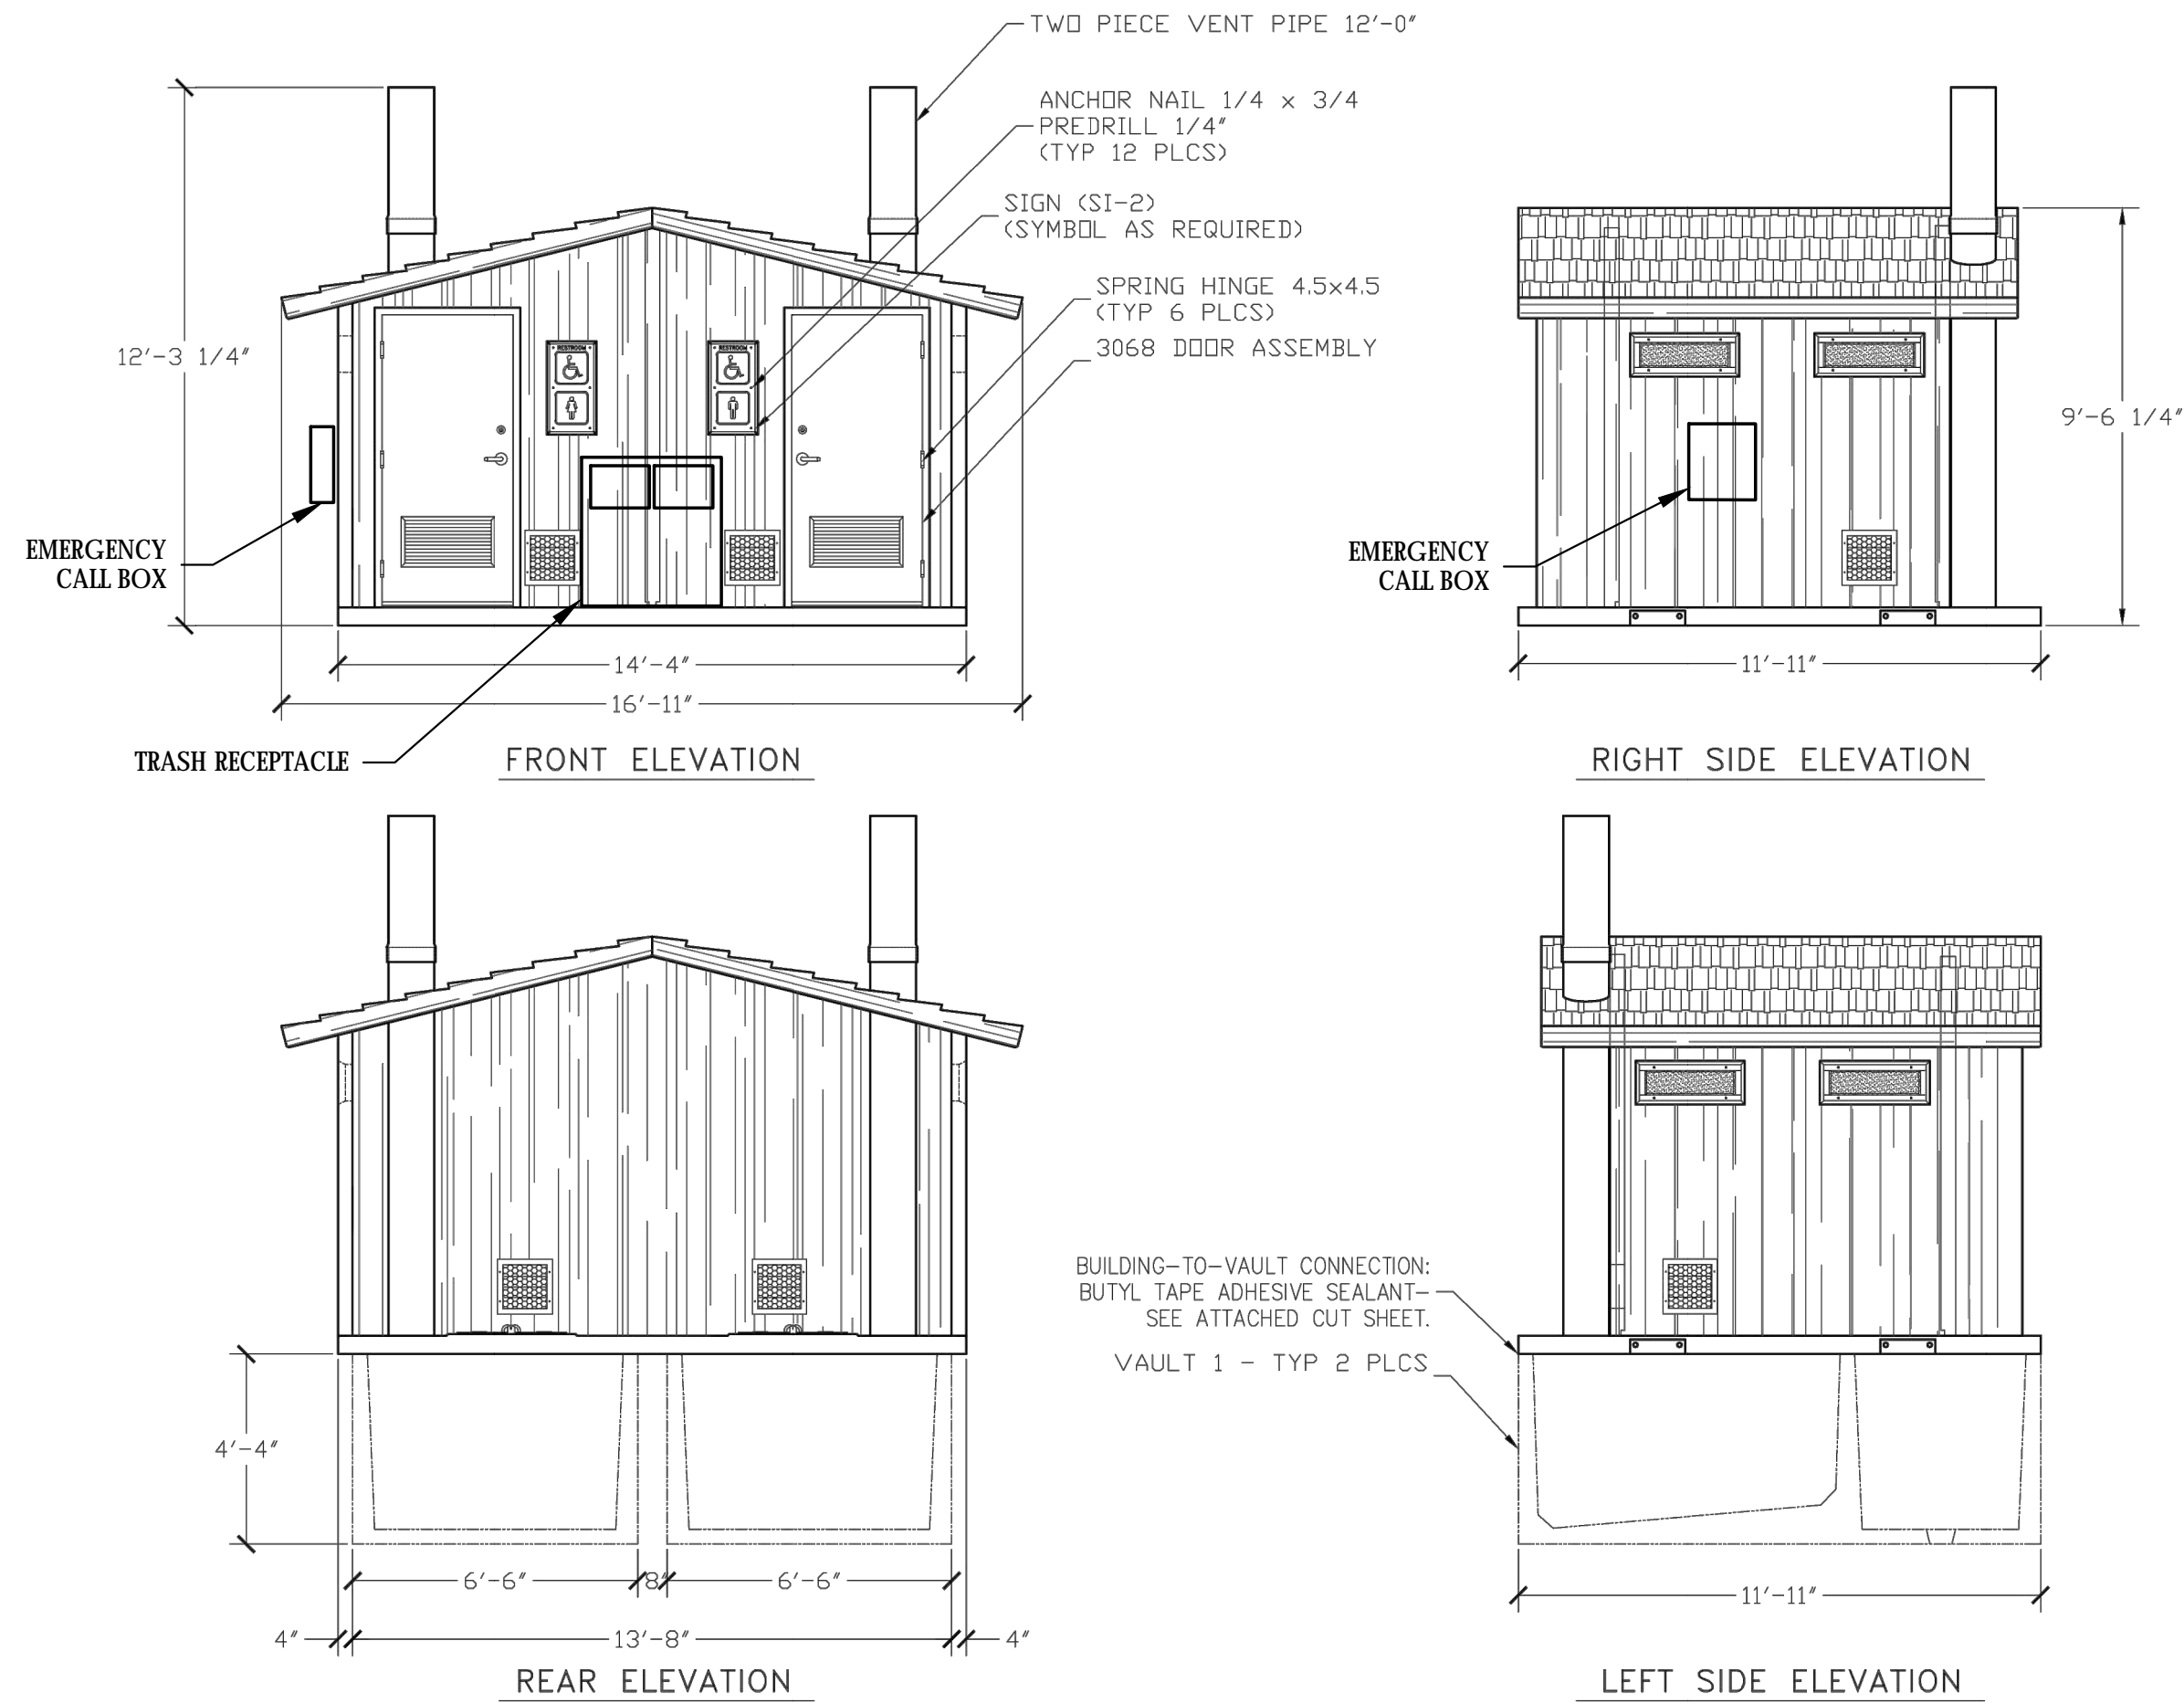 TWO PIECE VENT PIPE 12'-0"
ANCHOR NAIL 1/4 x 3/4
PREDRILL 1/4"
(TYP 12 PLCS)
SIGN (SI-2)
(SYMBOL AS REQUIRED)
SPRING HINGE 4.5x4.5
(TYP 6 PLCS)
3068 DOOR ASSEMBLY
RESTROOM
RESTROOM
12'-3 1/4"
EMERGENCY
CALL BOX
14'-4"
16'-11"
TRASH RECEPTACLE
FRONT ELEVATION
9'-6 1/4"
EMERGENCY
CALL BOX
11'-11"
RIGHT SIDE ELEVATION
4'-4"
6'-6"
8"
6'-6"
4"
13'-8"
4"
REAR ELEVATION
BUILDING-TO-VAULT CONNECTION:
BUTYL TAPE ADHESIVE SEALANT-
SEE ATTACHED CUT SHEET.
VAULT 1 - TYP 2 PLCS
11'-11"
LEFT SIDE ELEVATION